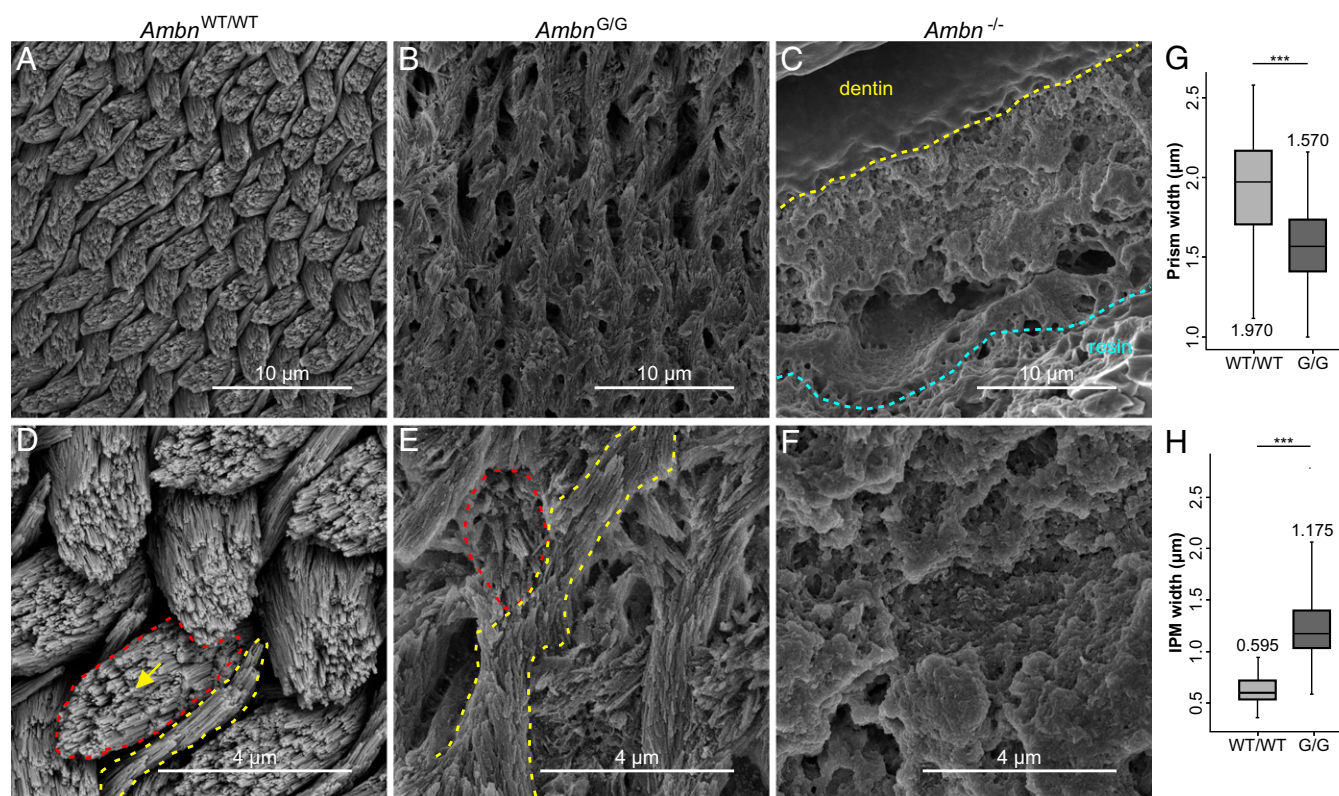 Ambn WT/WT
Ambn G/G
Ambn -/-
A
10 µm
B
10 µm
C
dentin
resin
10 µm
G
***
Prism width (µm)
2.5
2.0
1.5
1.0
1.970
1.570
WT/WT
G/G
D
4 µm
E
4 µm
F
4 µm
H
***
IPM width (µm)
2.5
2.0
1.5
1.0
0.5
0.595
1.175
WT/WT
G/G